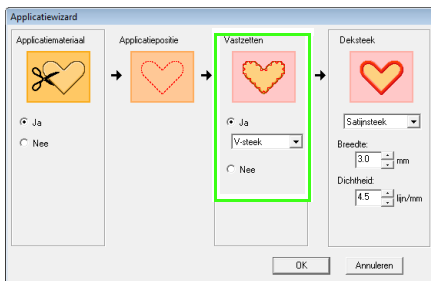 Applicatiewizard
Applicatiemateriaal
Ja
Nee
Applicatiepositie
Vastzetten
Ja
V-steek
Nee
Deksteek
Satijnsteek
Breedte:
3.0 mm
Dichtheid:
4.5 lijn/mm
OK
Annuleren